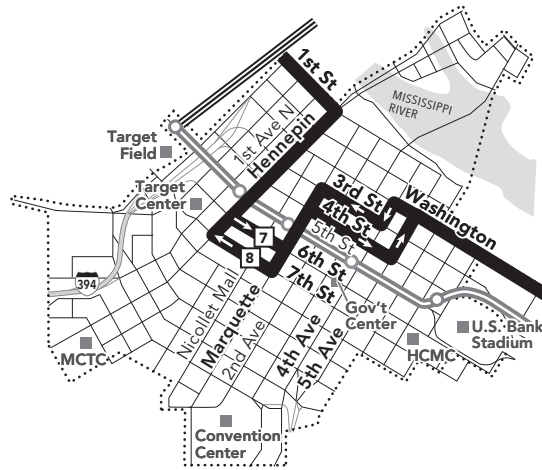 1st St
MISSISSIPPI
RIVER
1st Ave N
Hennepin
Target
Field
Target
Center
3rd St
Washington
4th St
5th St
7
8
6th St
7th St
394
Nicollet Mall
Marquette
2nd Ave
Gov't
Center
4th Ave
5th Ave
U.S. Bank
Stadium
HCMC
MCTC
Convention
Center